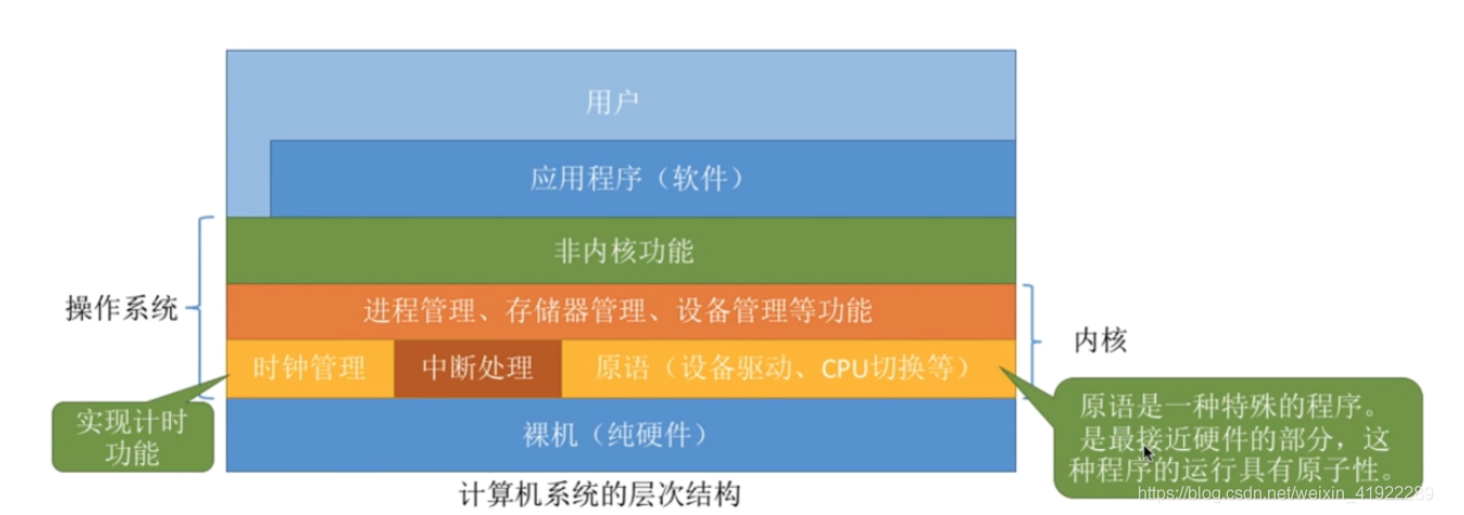 用户
应用程序（软件）
非内核功能
操作系统
进程管理、存储器管理、设备管理等功能
内核
时钟管理
中断处理
原语（设备驱动、CPU切换等）
实现计时
功能
裸机（纯硬件）
原语是一种特殊的程序。
是最接近硬件的部分，这
种程序的运行具有原子性。
计算机系统的层次结构
https://blog.csdn.net/weixin_41922289